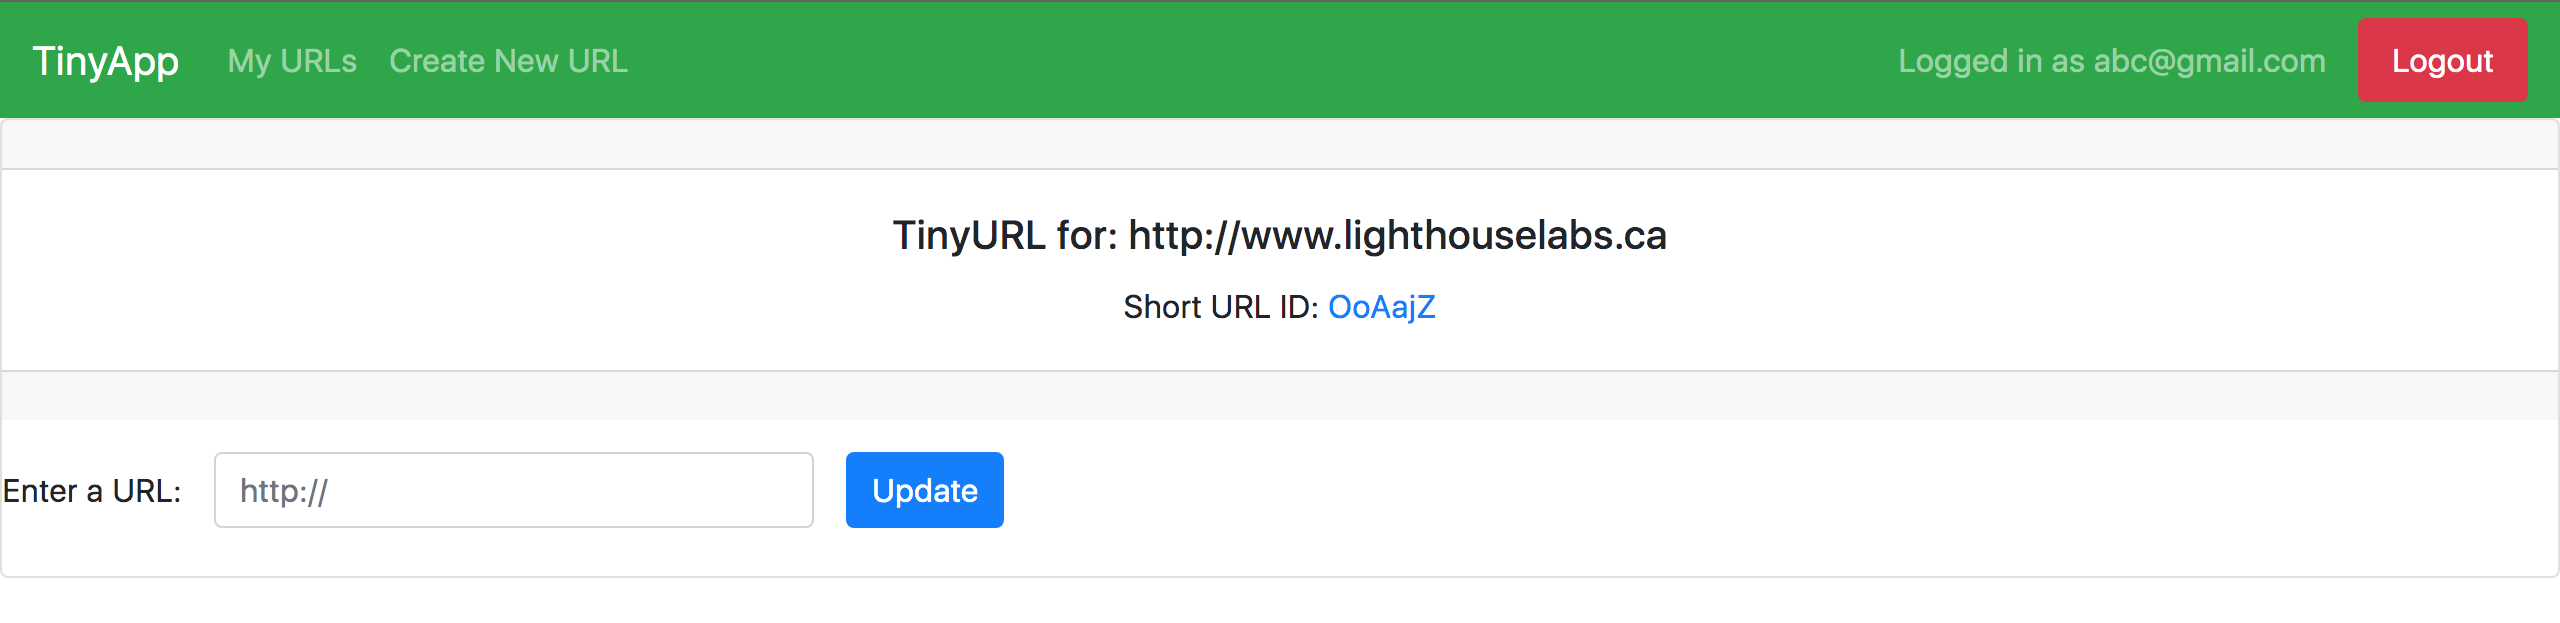 TinyApp My URLs Create New URL Logged in as abc@gmail.com Logout
TinyURL for: http://www.lighthouselabs.ca
Short URL ID: OoAajZ
Enter a URL: http:// Update